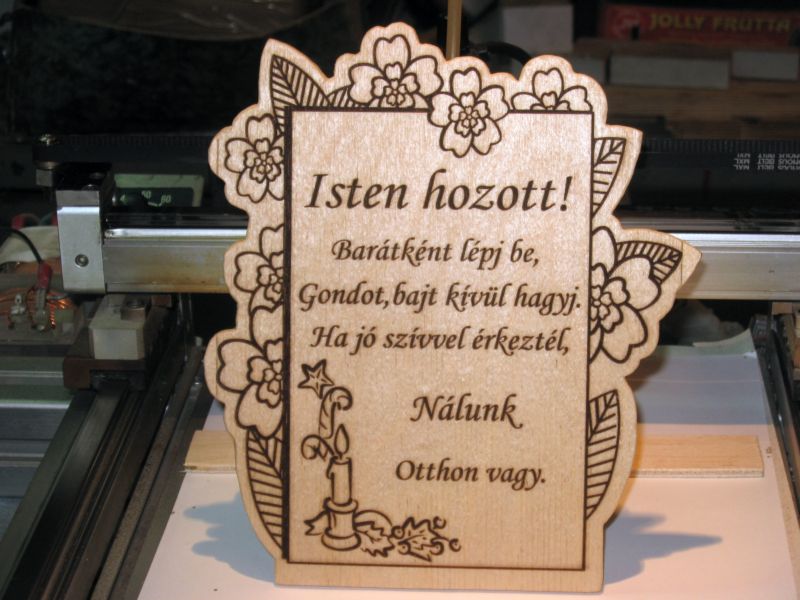 JOLLY FRUTTA
Isten hozott!
Barátként lépj be,
Gondot, bajt kívül hagyj.
Ha jó szívvel érkeztél,
Nálunk
Otthon vagy.